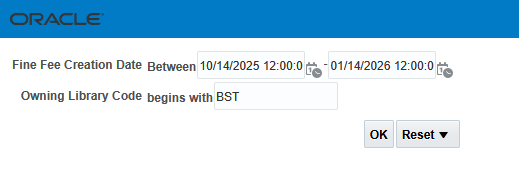 ORACLE
Fine Fee Creation Date Between 10/14/2025 12:00:0 - 01/14/2026 12:00:0
Owning Library Code begins with BST
OK Reset